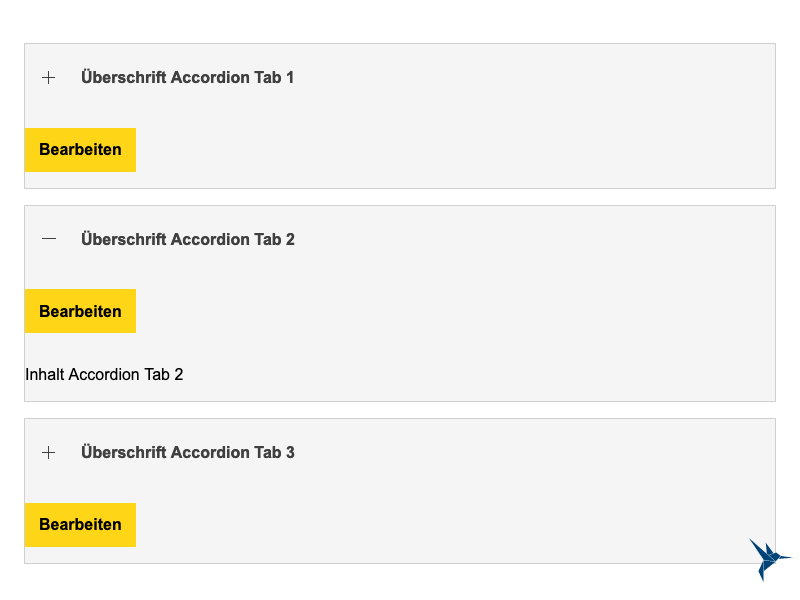 Überschrift Accordion Tab 1
Bearbeiten
Überschrift Accordion Tab 2
Bearbeiten
Inhalt Accordion Tab 2
Überschrift Accordion Tab 3
Bearbeiten